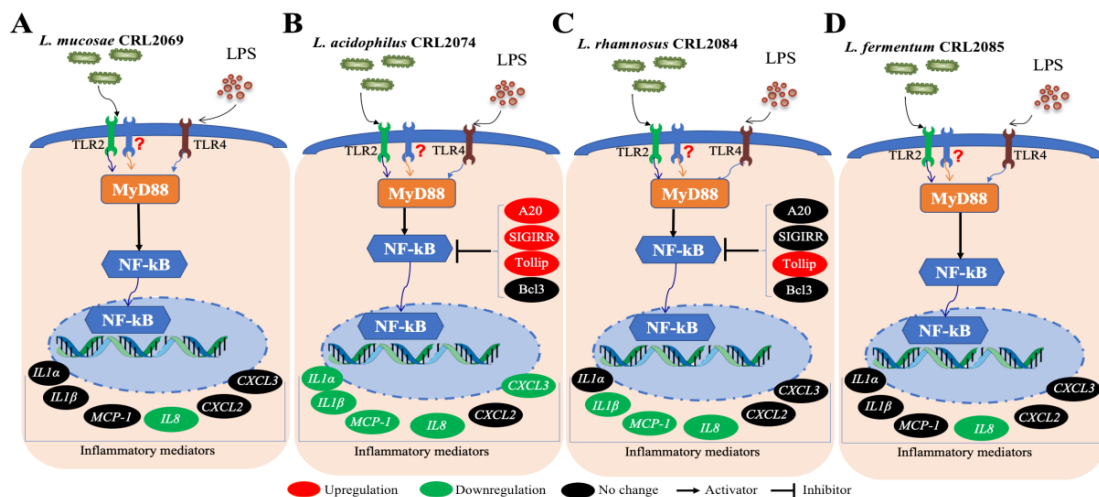 A
L. mucosae CRL2069
LPS
TLR2
?
TLR4
MyD88
NF-kB
NF-kB
IL1α
IL1β
MCP-1
IL8
CXCL2
CXCL3
Inflammatory mediators
B
L. acidophilus CRL2074
LPS
TLR2
?
TLR4
MyD88
A20
SIGIRR
Tollip
Bcl3
NF-kB
NF-kB
IL1α
IL1β
MCP-1
IL8
CXCL2
CXCL3
Inflammatory mediators
C
L. rhamnosus CRL2084
LPS
TLR2
?
TLR4
MyD88
A20
SIGIRR
Tollip
Bcl3
NF-kB
NF-kB
IL1α
IL1β
MCP-1
IL8
CXCL2
CXCL3
Inflammatory mediators
D
L. fermentum CRL2085
LPS
TLR2
?
TLR4
MyD88
NF-kB
NF-kB
IL1α
IL1β
MCP-1
IL8
CXCL2
CXCL3
Inflammatory mediators
Upregulation
Downregulation
No change
Activator
Inhibitor